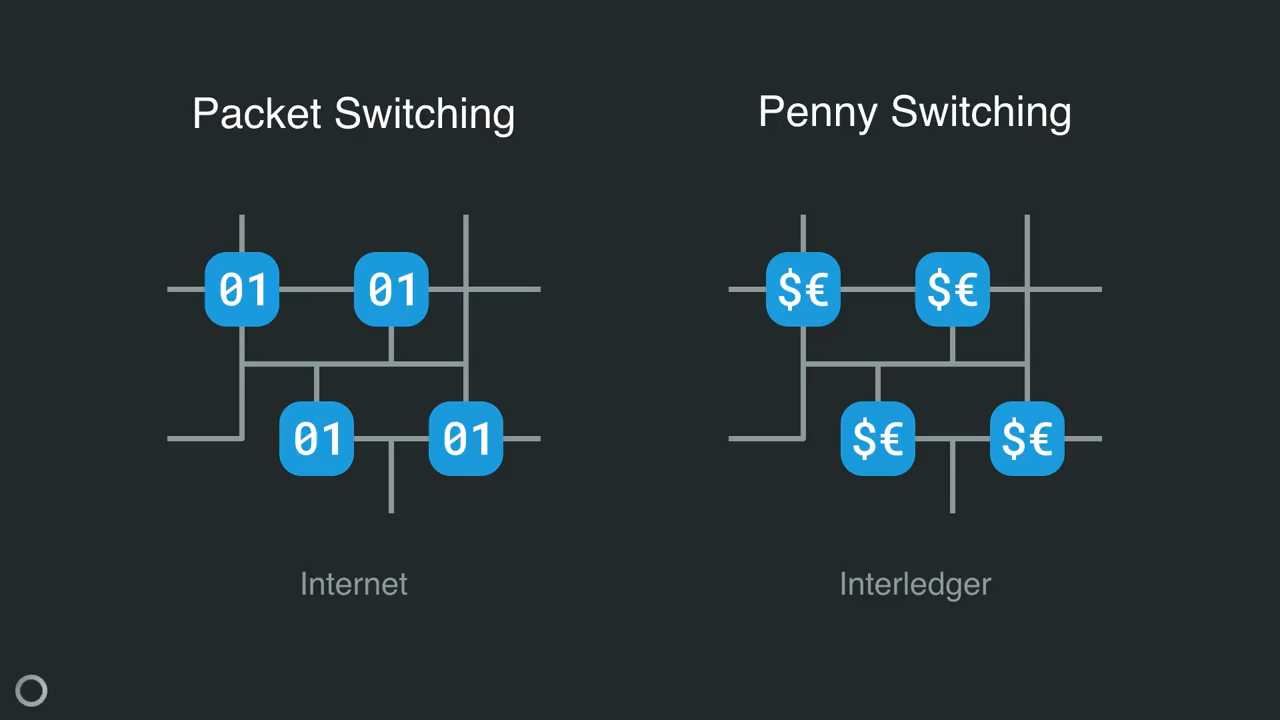 Packet Switching
Penny Switching
01 01
$€ $€
01 01
$€ $€
Internet
Interledger